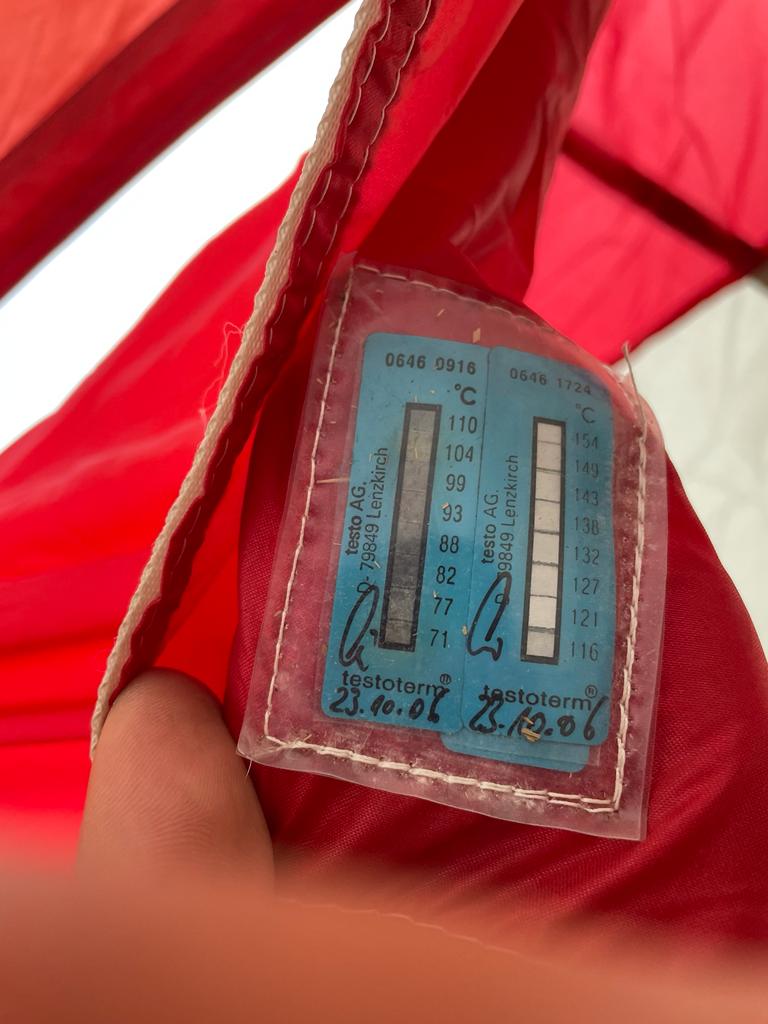 0646 0916
°C
110
104
99
93
88
82
77
71
testo AG,
D- 79849 Lenzkirch
testoterm®
23.10.06
0646 1724
°C
154
149
143
138
132
127
121
116
testo AG.
79849 Lenzkirch
testoterm®
23.10.06